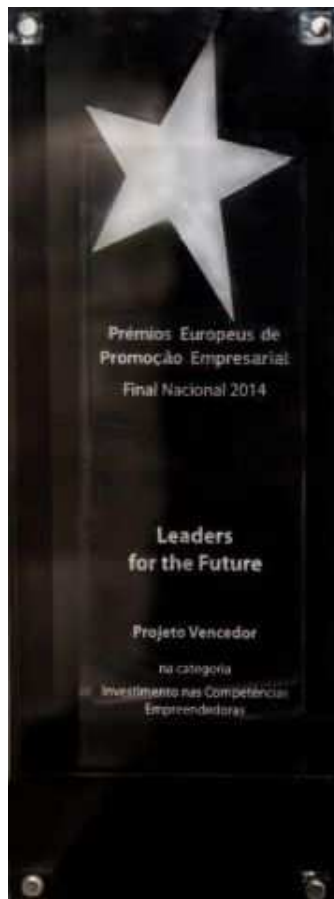 Prémios Europeus de
Promoção Empresarial
Final Nacional 2014
Leaders
for the Future
Projeto Vencedor
na categoria
Investimento nas Competências
Empreendedoras